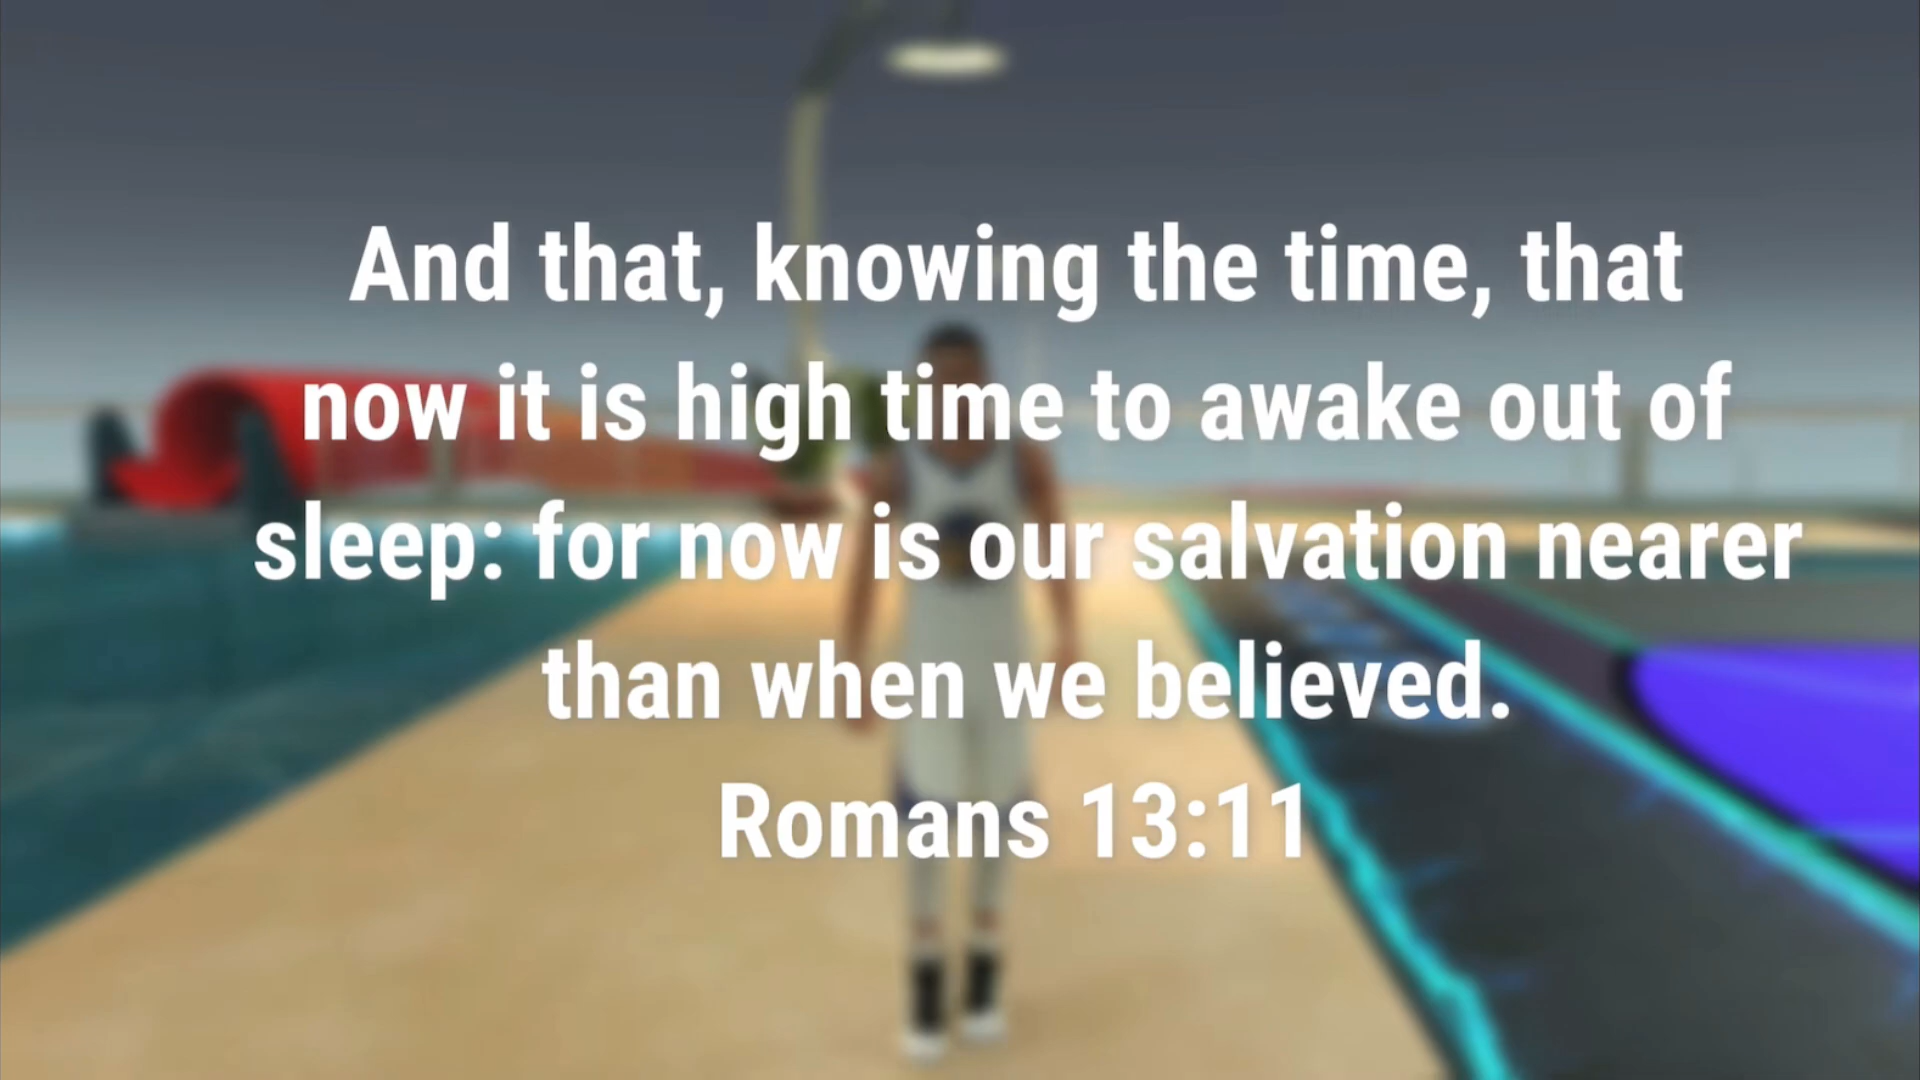 And that, knowing the time, that
now it is high time to awake out of
sleep: for now is our salvation nearer
than when we believed.
Romans 13:11